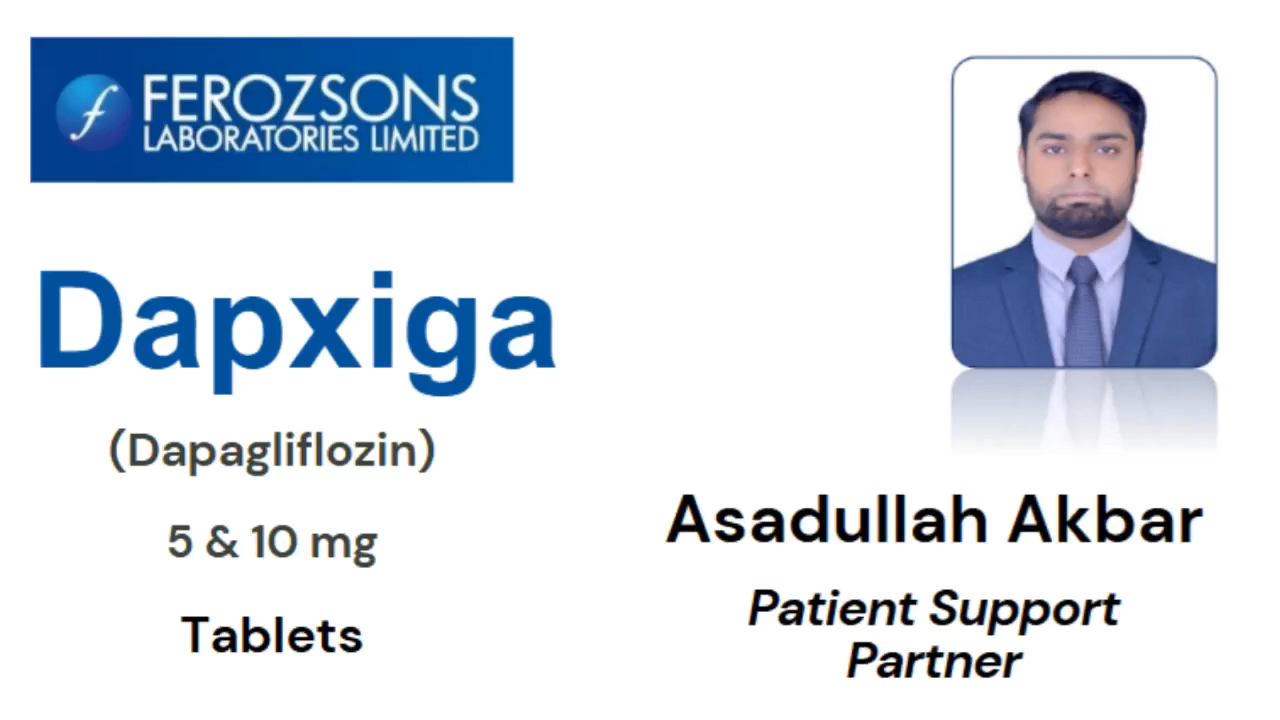 FEROZSONS
LABORATORIES LIMITED
Dapxiga
(Dapagliflozin)
5 & 10 mg
Tablets
Asadullah Akbar
Patient Support
Partner